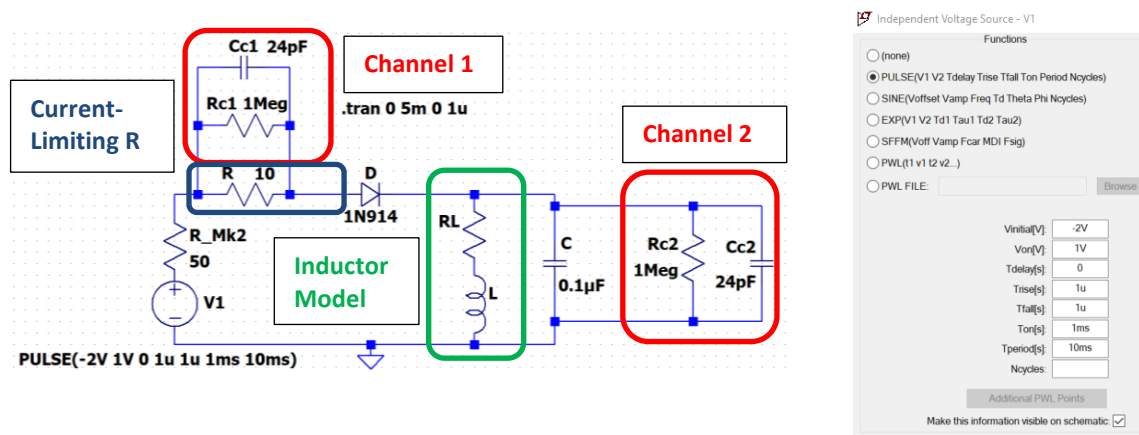 Cc1 24pF
Channel 1
Current-
Limiting R
Rc1 1Meg
.tran 0 5m 0 1u
Channel 2
R 10
D
1N914
R_Mk2
50
V1
Inductor
Model
RL
L
C
0.1µF
Rc2
1Meg
Cc2
24pF
PULSE(-2V 1V 0 1u 1u 1ms 10ms)
Independent Voltage Source - V1
Functions
(none)
PULSE(V1 V2 Tdelay Trise Tfall Ton Period Ncycles)
SINE(Voffset Vamp Freq Td Theta Phi Ncycles)
EXP(V1 V2 Td1 Tau1 Td2 Tau2)
SFFM(Voff Vamp Fcar MDI Fsig)
PWL(t1 v1 t2 v2...)
PWL FILE: Browse
Vinitial[V]: -2V
Von[V]: 1V
Tdelay[s]: 0
Trise[s]: 1u
Tfall[s]: 1u
Ton[s]: 1ms
Tperiod[s]: 10ms
Ncycles:
Additional PWL Points
Make this information visible on schematic: